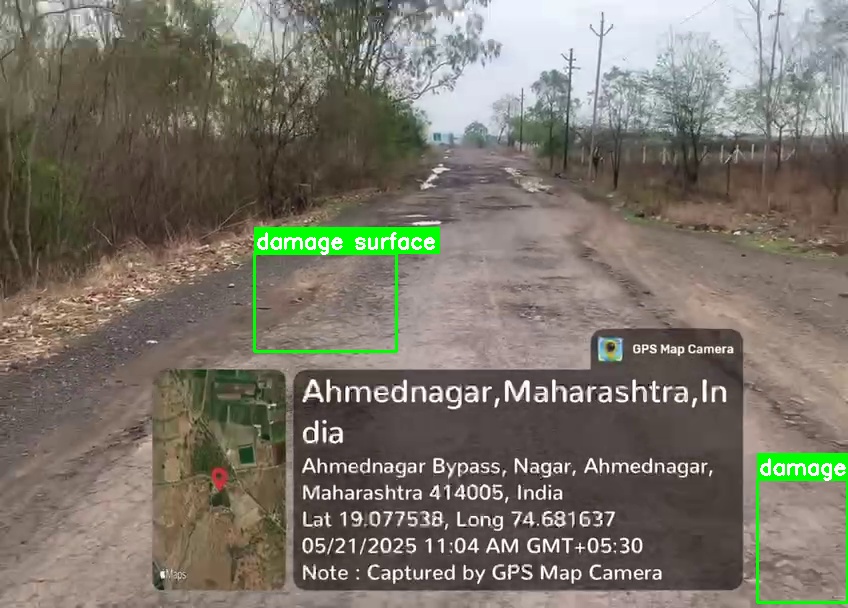 damage surface
GPS Map Camera
Ahmednagar,Maharashtra,In
dia
Ahmednagar Bypass, Nagar, Ahmednagar,
Maharashtra 414005, India
Lat 19.077538, Long 74.681637
05/21/2025 11:04 AM GMT+05:30
Note : Captured by GPS Map Camera
damage
Maps